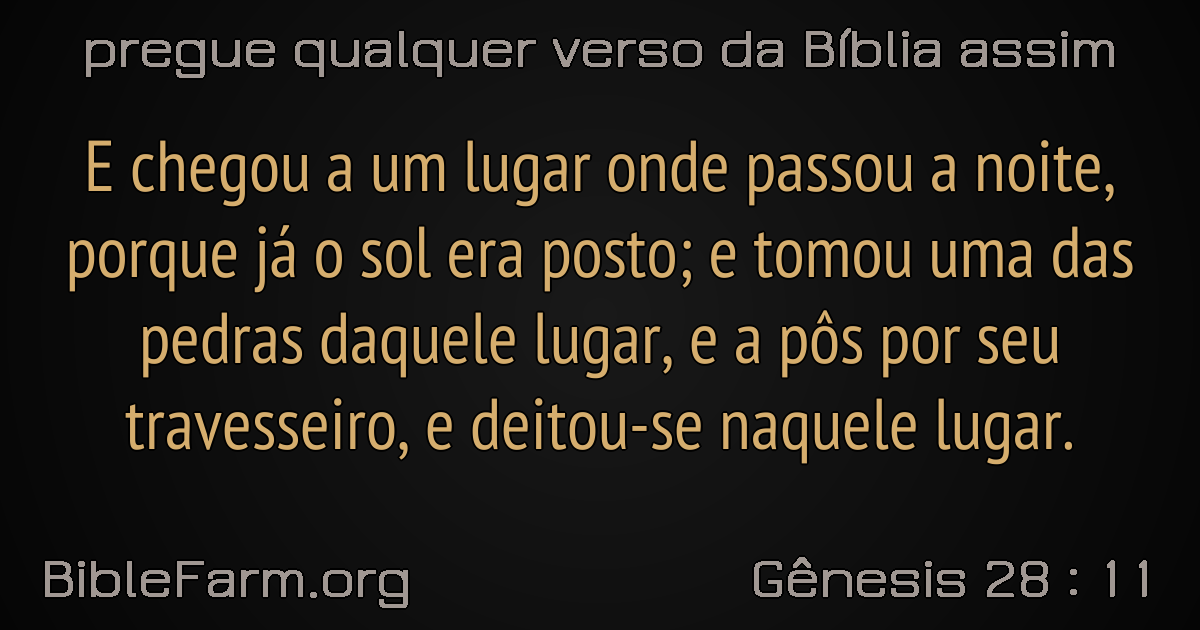 pregue qualquer verso da Bíblia assim
E chegou a um lugar onde passou a noite,
porque já o sol era posto; e tomou uma das
pedras daquele lugar, e a pôs por seu
travesseiro, e deitou-se naquele lugar.
BibleFarm.org
Gênesis 28 : 11